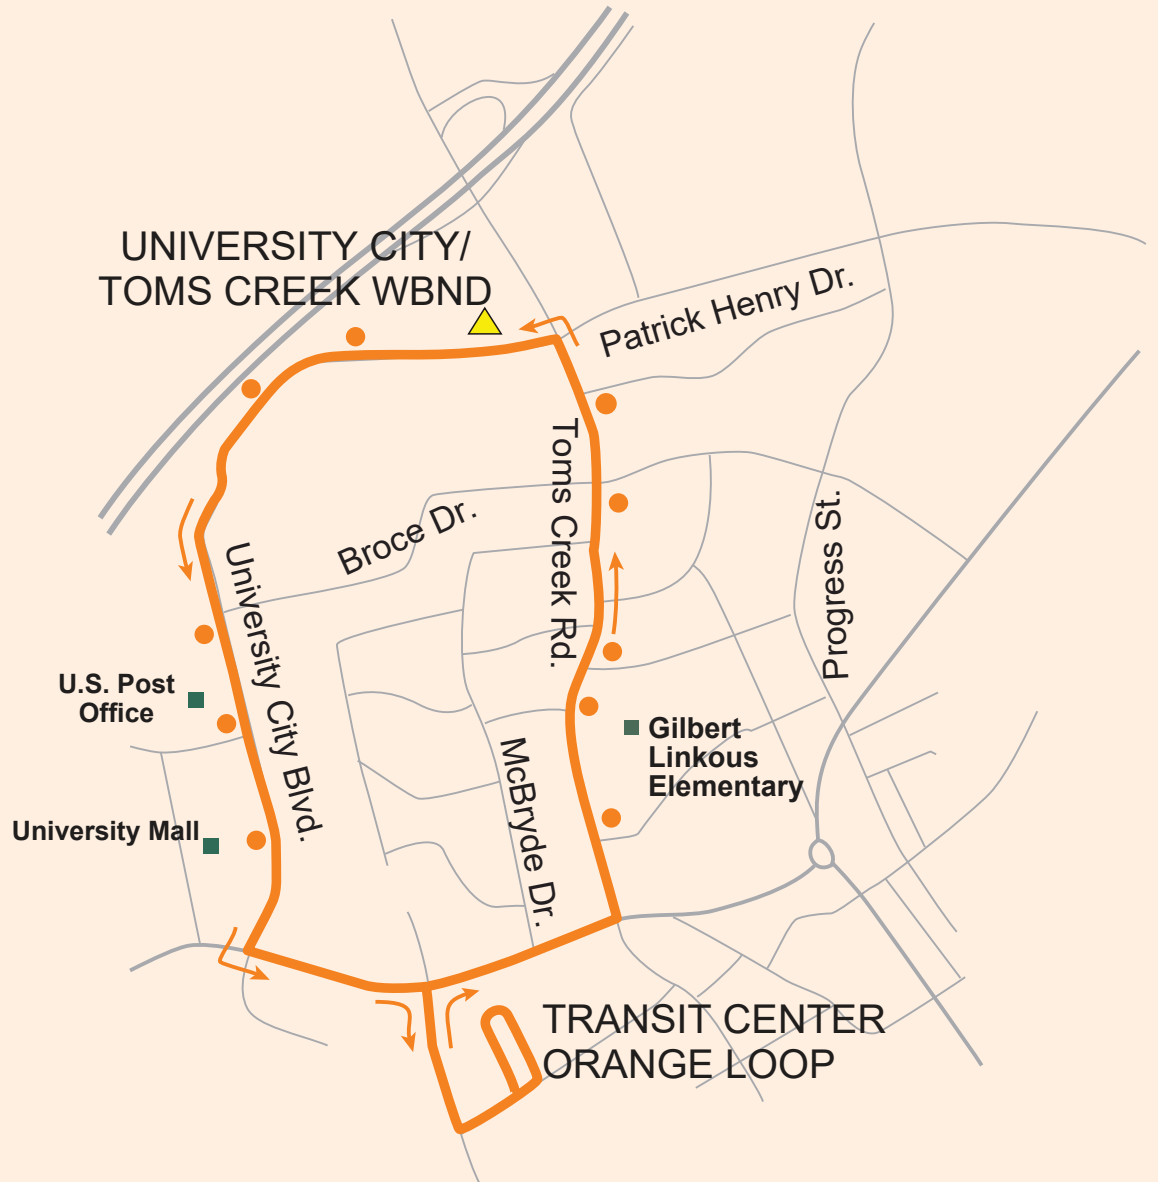 UNIVERSITY CITY/
TOMS CREEK WBND
Patrick Henry Dr.
Toms Creek Rd.
Broce Dr.
Progress St.
University City Blvd.
U.S. Post
Office
Gilbert
Linkous
Elementary
McBryde Dr.
University Mall
TRANSIT CENTER
ORANGE LOOP